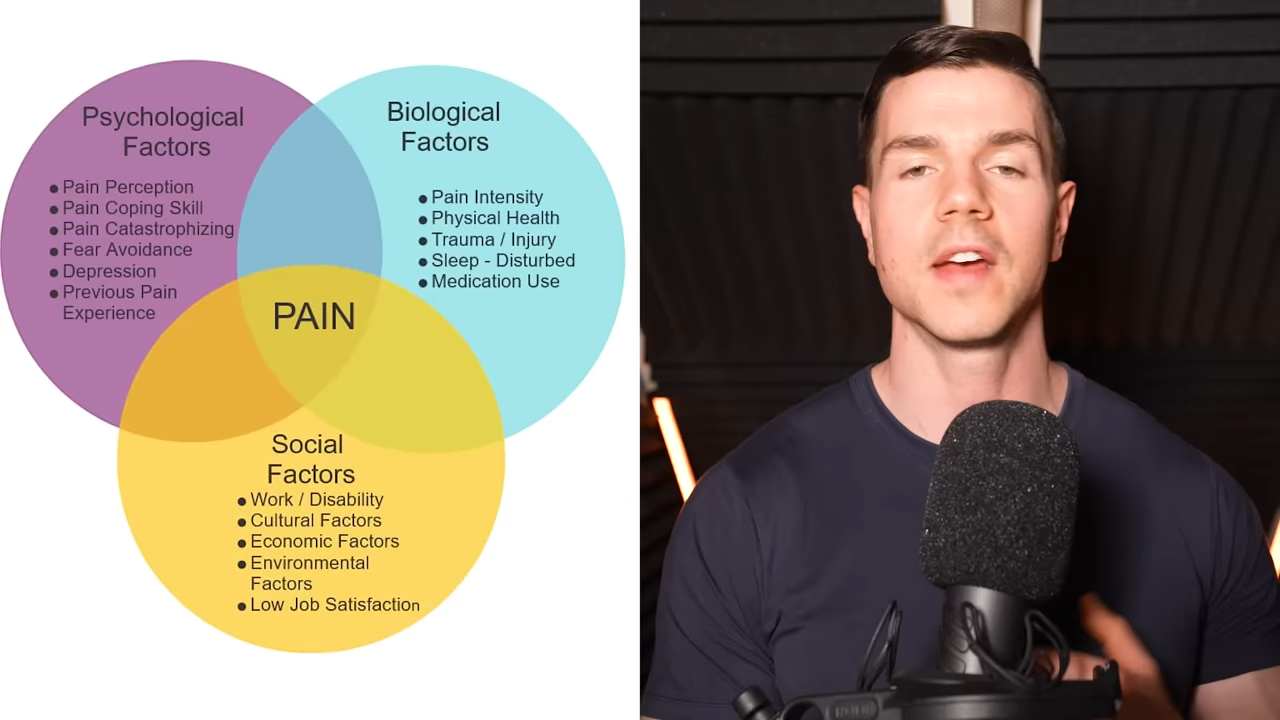 Psychological
Factors
● Pain Perception
● Pain Coping Skill
● Pain Catastrophizing
● Fear Avoidance
● Depression
● Previous Pain
Experience
Biological
Factors
● Pain Intensity
● Physical Health
● Trauma / Injury
● Sleep - Disturbed
● Medication Use
PAIN
Social
Factors
● Work / Disability
● Cultural Factors
● Economic Factors
● Environmental
Factors
● Low Job Satisfaction
RODE